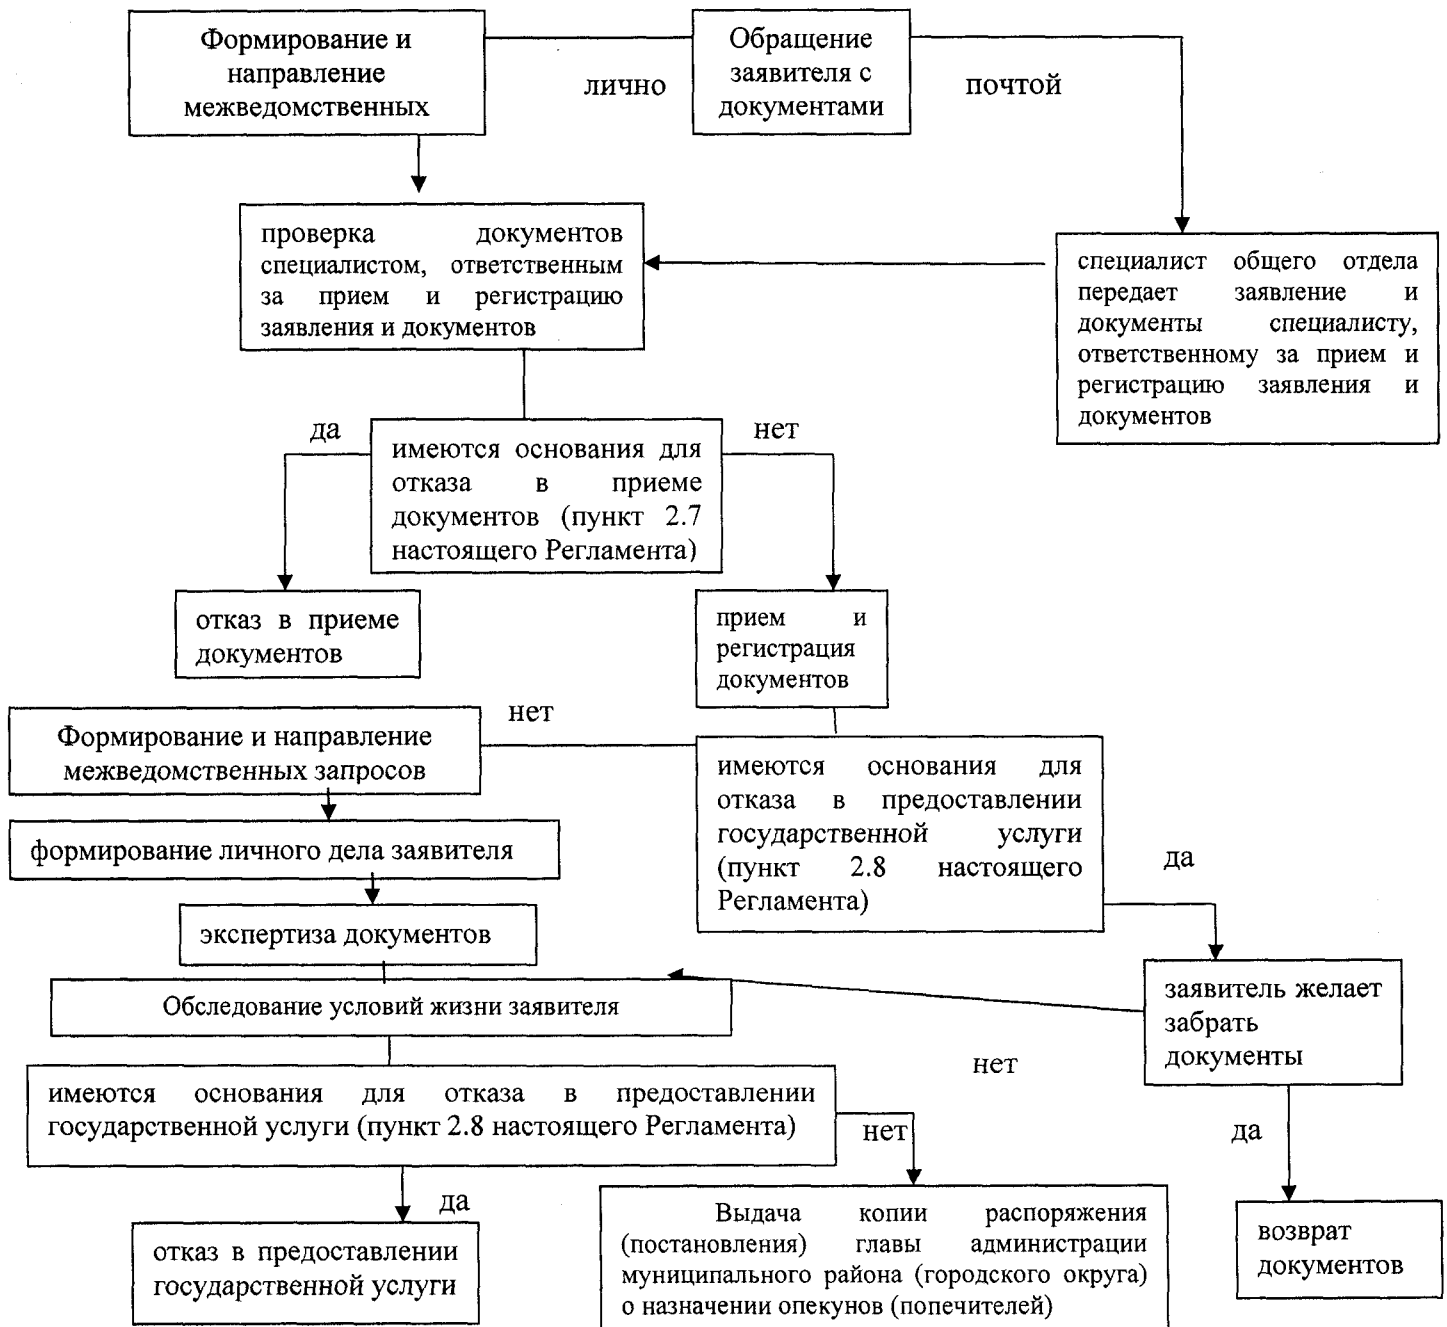 Формирование и
направление
межведомственных
лично
Обращение
заявителя с
документами
почтой
проверка документов
специалистом, ответственным
за прием и регистрацию
заявления и документов
специалист общего отдела
передает заявление и
документы специалисту,
ответственному за прием и
регистрацию заявления и
документов
да
имеются основания для
отказа в приеме
документов (пункт 2.7
настоящего Регламента)
нет
отказ в приеме
документов
прием и
регистрация
документов
нет
Формирование и направление
межведомственных запросов
имеются основания для
отказа в предоставлении
государственной услуги
(пункт 2.8 настоящего
Регламента)
да
формирование личного дела заявителя
экспертиза документов
Обследование условий жизни заявителя
заявитель желает
забрать
документы
нет
имеются основания для отказа в предоставлении
государственной услуги (пункт 2.8 настоящего Регламента)
нет
да
да
отказ в предоставлении
государственной услуги
Выдача копии распоряжения
(постановления) главы администрации
муниципального района (городского округа)
о назначении опекунов (попечителей)
возврат
документов